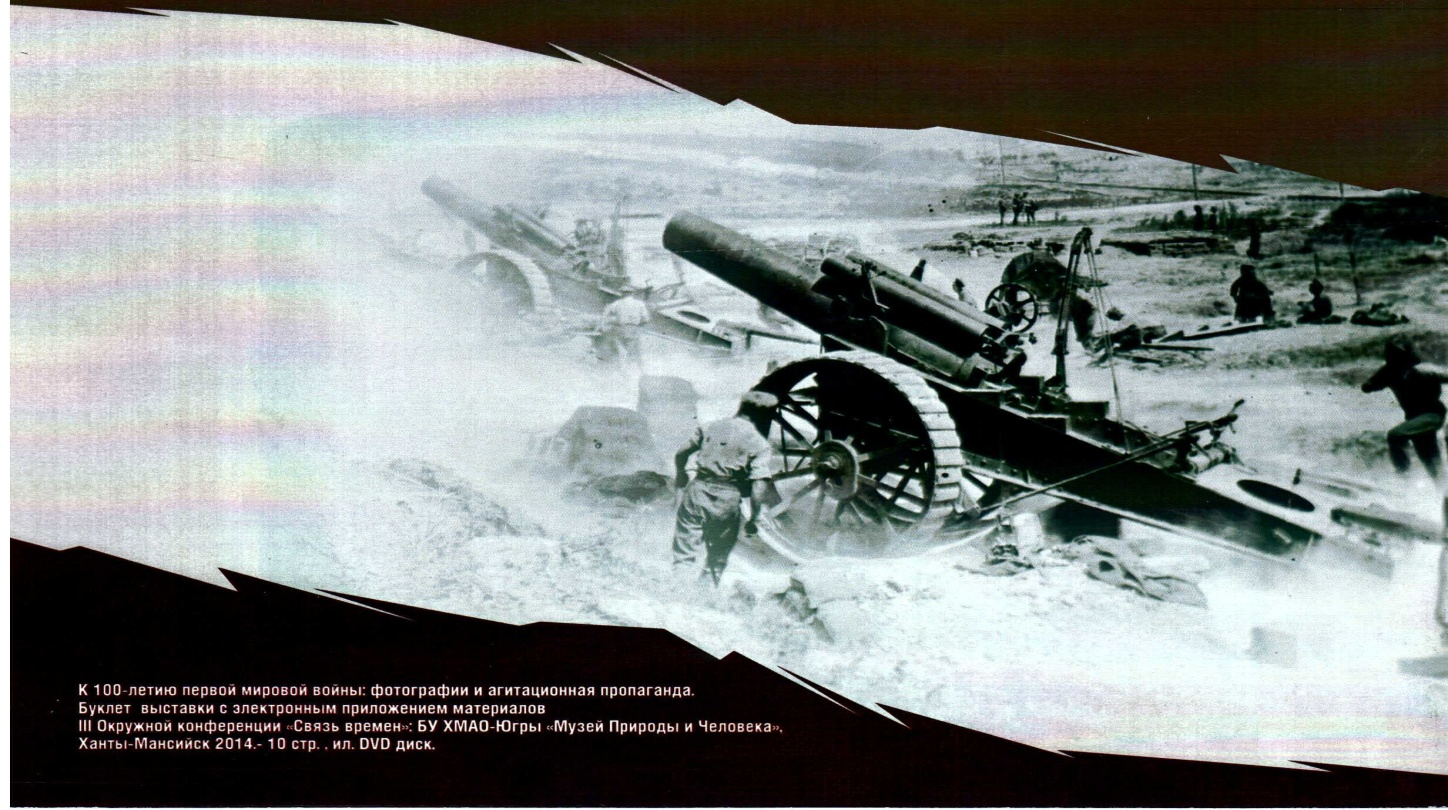 К 100-летию первой мировой войны: фотографии и агитационная пропаганда.
Буклет выставки с электронным приложением материалов
III Окружной конференции «Связь времен»: БУ ХМАО-Югры «Музей Природы и Человека»,
Ханты-Мансийск 2014.- 10 стр. , ил. DVD диск.